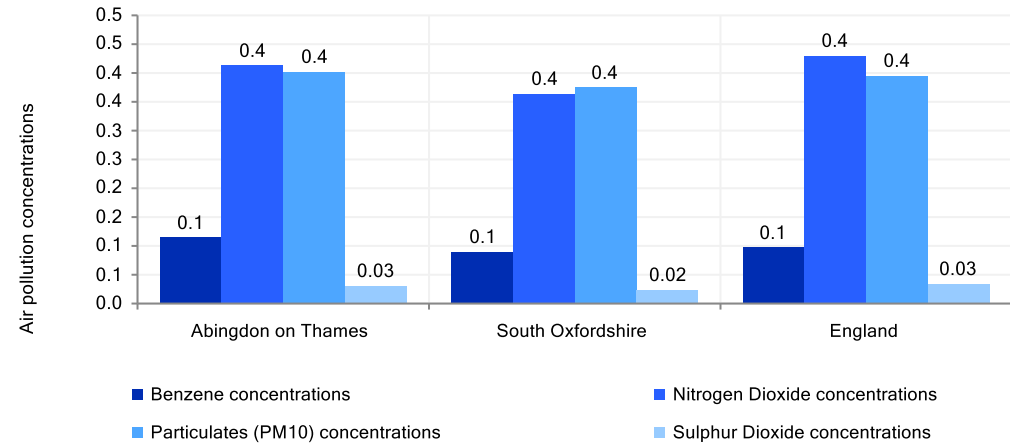 0.5
0.5
0.4
0.4
0.3
0.3
0.2
0.2
0.1
0.1
0.0
Air pollution concentrations
0.1
0.4
0.4
0.03
0.1
0.4
0.4
0.02
0.1
0.4
0.4
0.03
Abingdon on Thames
South Oxfordshire
England
Benzene concentrations
Nitrogen Dioxide concentrations
Particulates (PM10) concentrations
Sulphur Dioxide concentrations